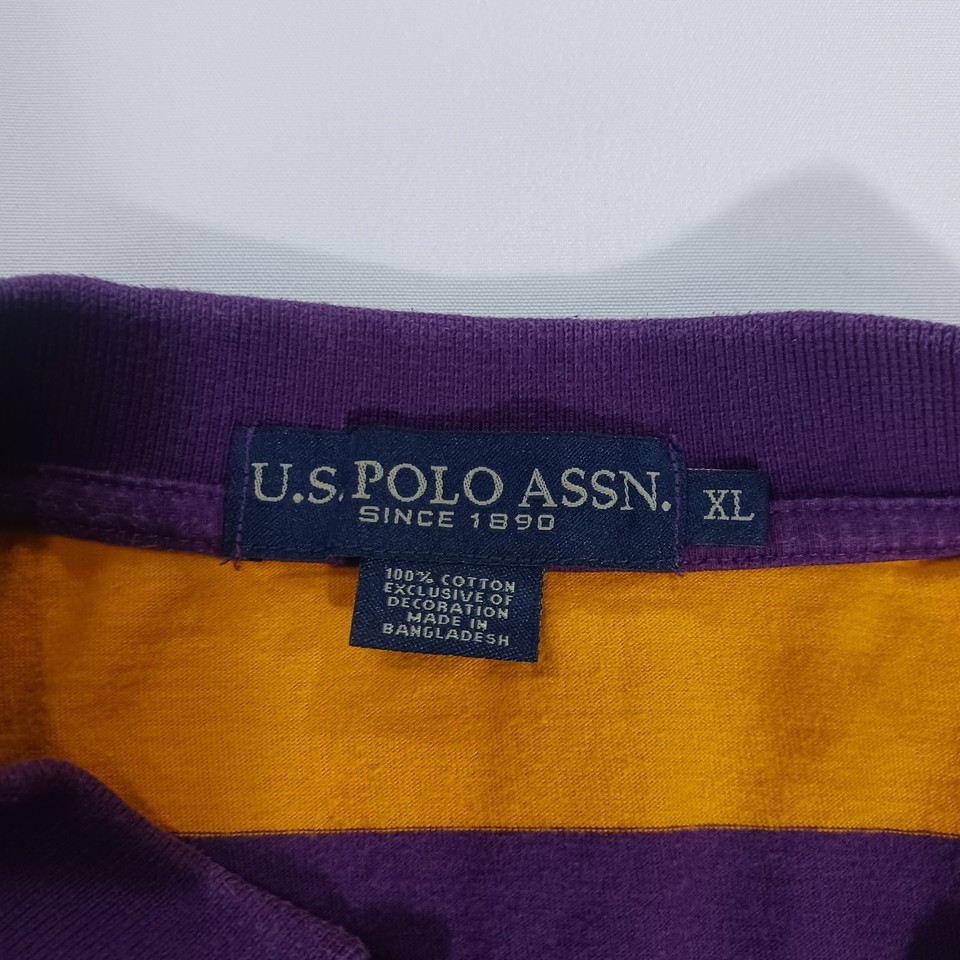 U.S. POLO ASSN.
SINCE 1890
XL
100% COTTON
EXCLUSIVE OF
DECORATION
MADE IN
BANGLADESH